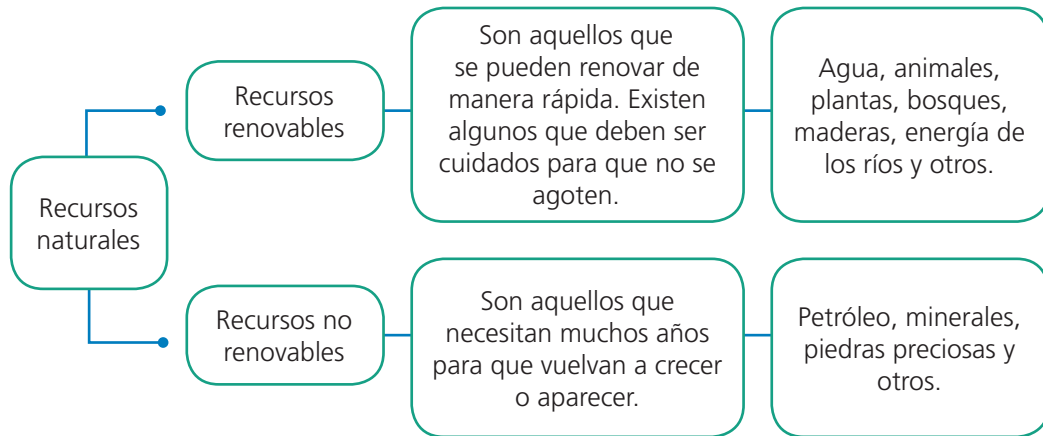 Recursos
naturales
Recursos
renovables
Son aquellos que
se pueden renovar de
manera rápida. Existen
algunos que deben ser
cuidados para que no se
agoten.
Agua, animales,
plantas, bosques,
maderas, energía de
los ríos y otros.
Recursos no
renovables
Son aquellos que
necesitan muchos años
para que vuelvan a crecer
o aparecer.
Petróleo, minerales,
piedras preciosas y
otros.